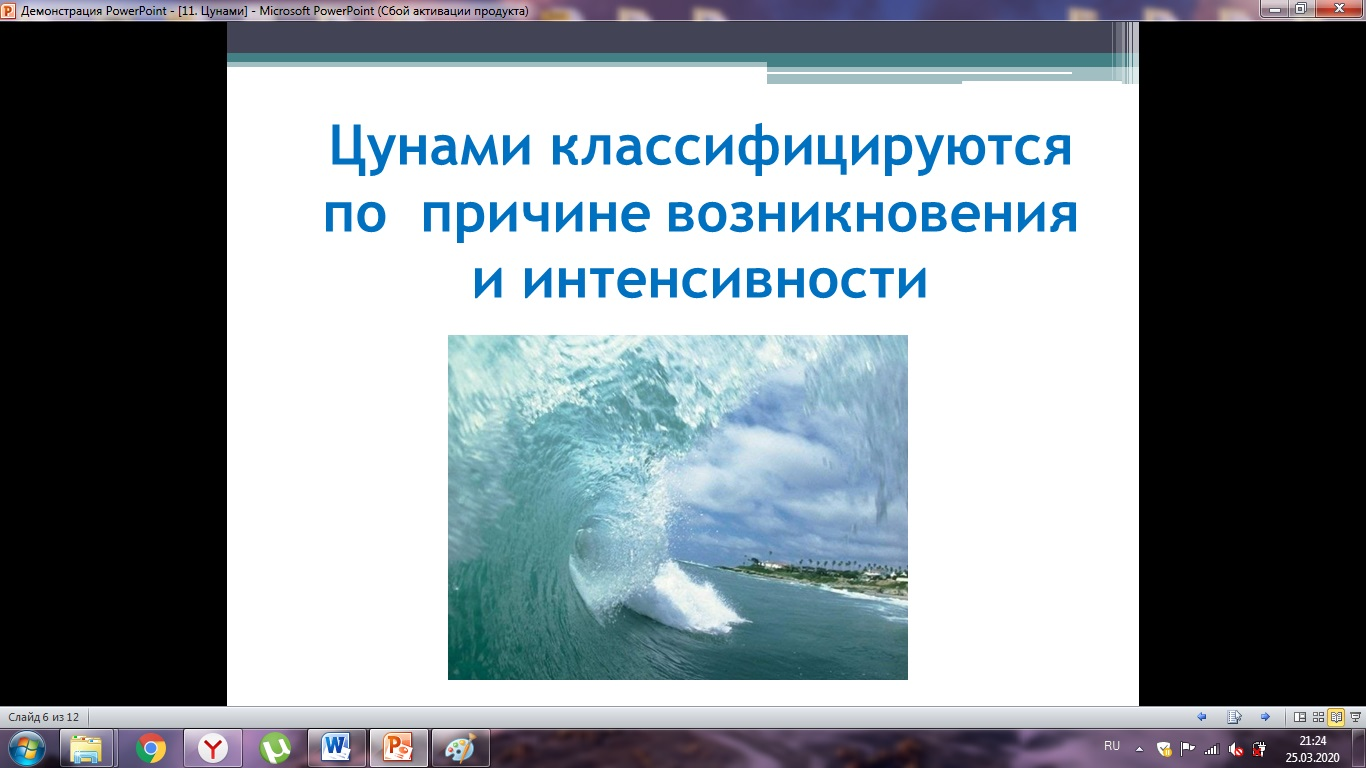 Демонстрация PowerPoint - [11. Цунами] - Microsoft PowerPoint (Сбой активации продукта)
Цунами классифицируются
по причине возникновения
и интенсивности
Слайд 6 из 12
RU
21:24
25.03.2020